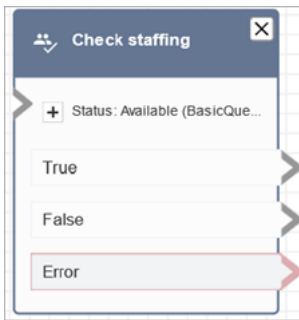 Check staffing
Status: Available (BasicQue...
True
False
Error